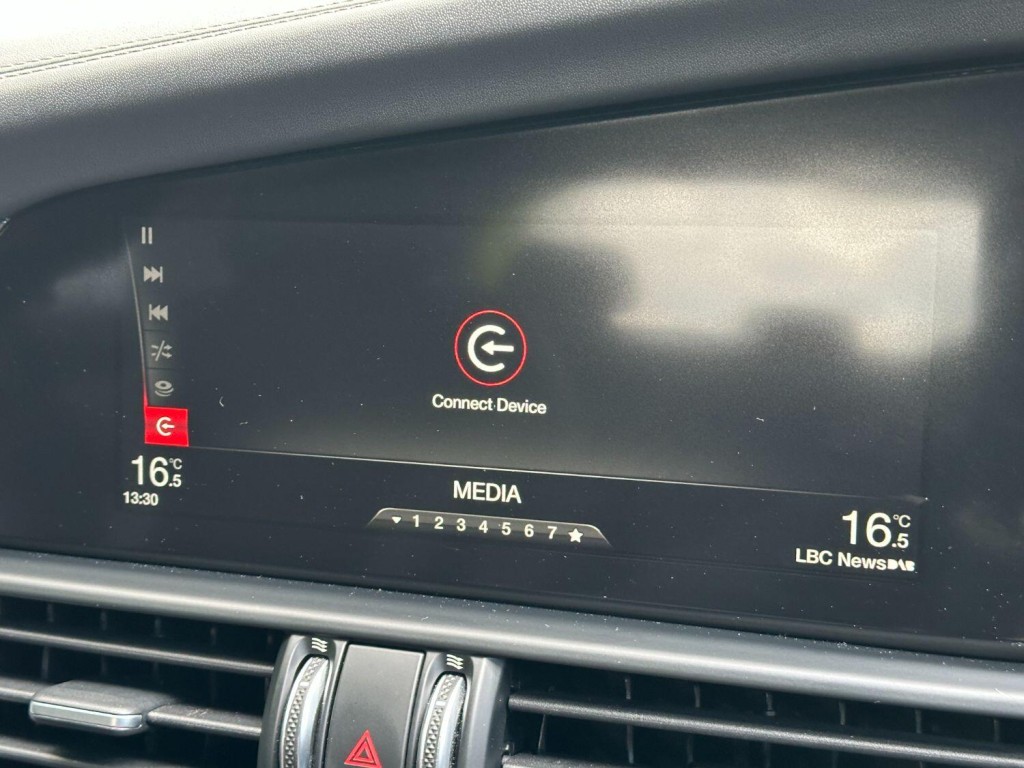 Connect Device
16.5°C
13:30
MEDIA
1 2 3 4 5 6 7
16.5°C
LBC News DAB